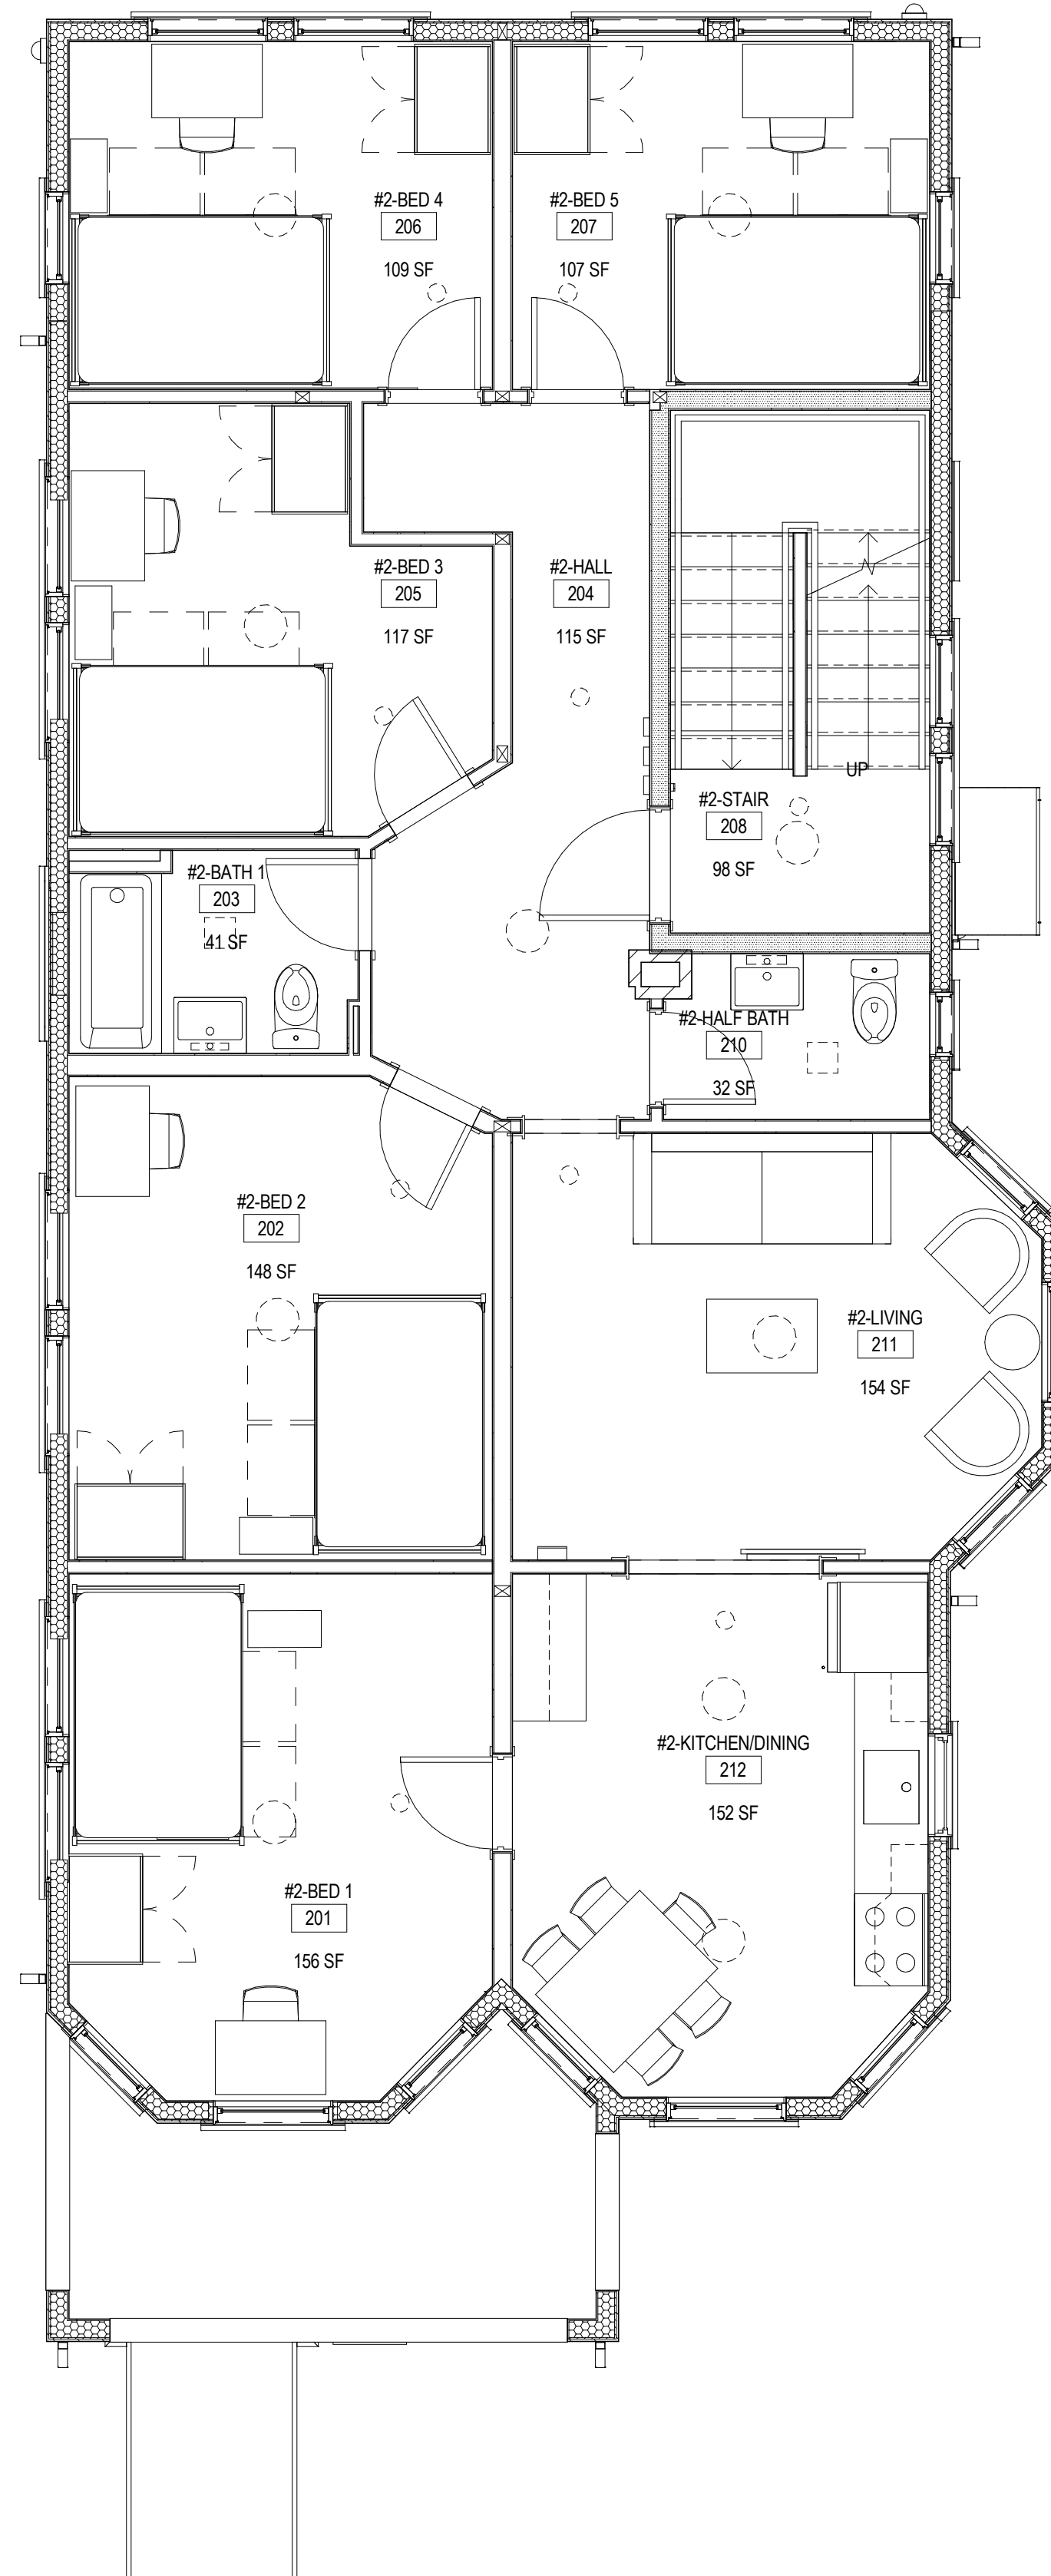 #2-BED 4
206
109 SF
#2-BED 5
207
107 SF
#2-BED 3
205
117 SF
#2-HALL
204
115 SF
UP
#2-STAIR
208
98 SF
#2-BATH 1
203
41 SF
#2-HALF BATH
210
32 SF
#2-BED 2
202
148 SF
#2-LIVING
211
154 SF
#2-KITCHEN/DINING
212
152 SF
#2-BED 1
201
156 SF